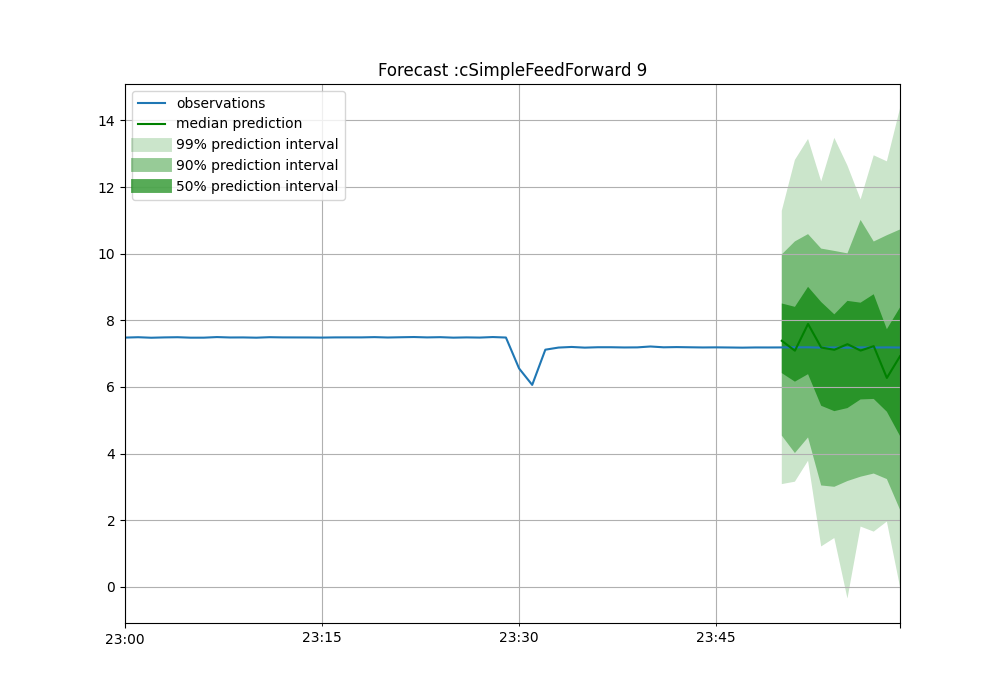 Forecast :cSimpleFeedForward 9
observations
median prediction
99% prediction interval
90% prediction interval
50% prediction interval
14
12
10
8
6
4
2
0
23:00
23:15
23:30
23:45